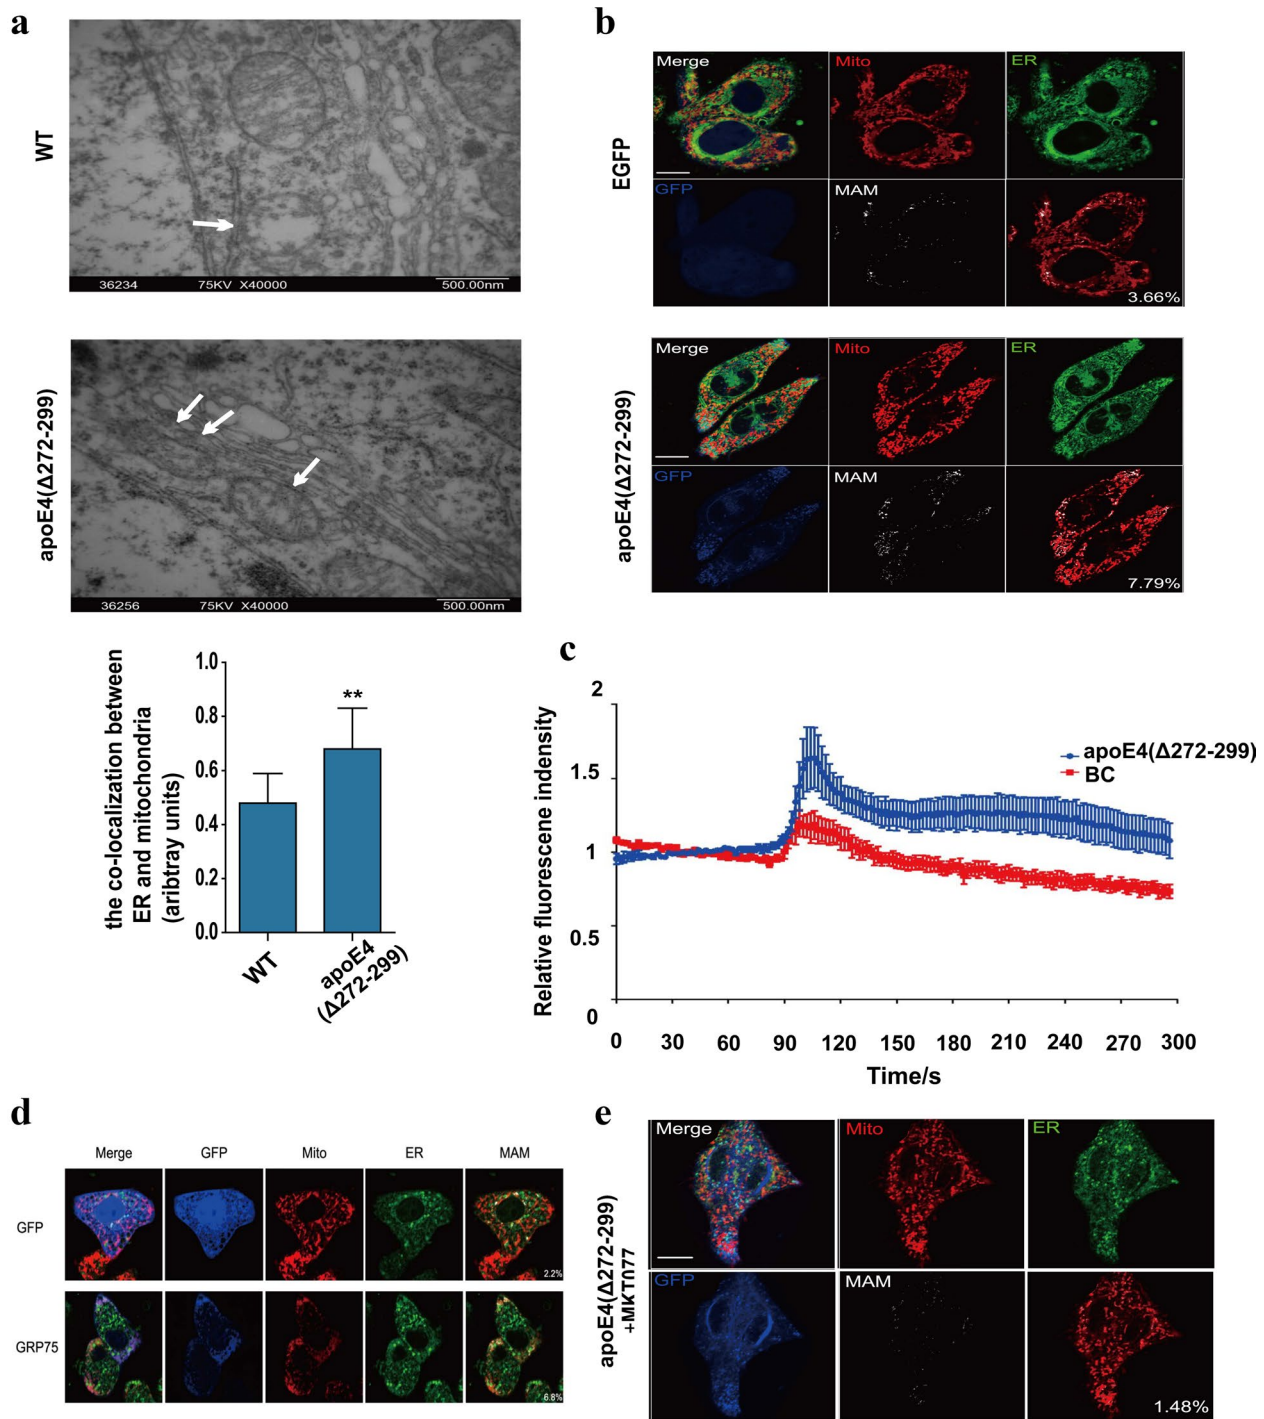 a
WT
36234 75KV X40000 500.00nm
apoE4(Δ272-299)
36256 75KV X40000 500.00nm
the co-localization between
ER and mitochondria
(aribtray units)
1.0
0.8
0.6
0.4
0.2
0.0
**
WT
apoE4
(Δ272-299)
b
EGFP
Merge Mito ER
GFP MAM
3.66%
apoE4(Δ272-299)
Merge Mito ER
GFP MAM
7.79%
c
Relative fluorescene indensity
2
1.5
1
0.5
0
apoE4(Δ272-299)
BC
0 30 60 90 120 150 180 210 240 270 300
Time/s
d
Merge GFP Mito ER MAM
GFP
2.2%
GRP75
6.8%
e
apoE4(Δ272-299)
+MKT077
Merge Mito ER
GFP MAM
1.48%